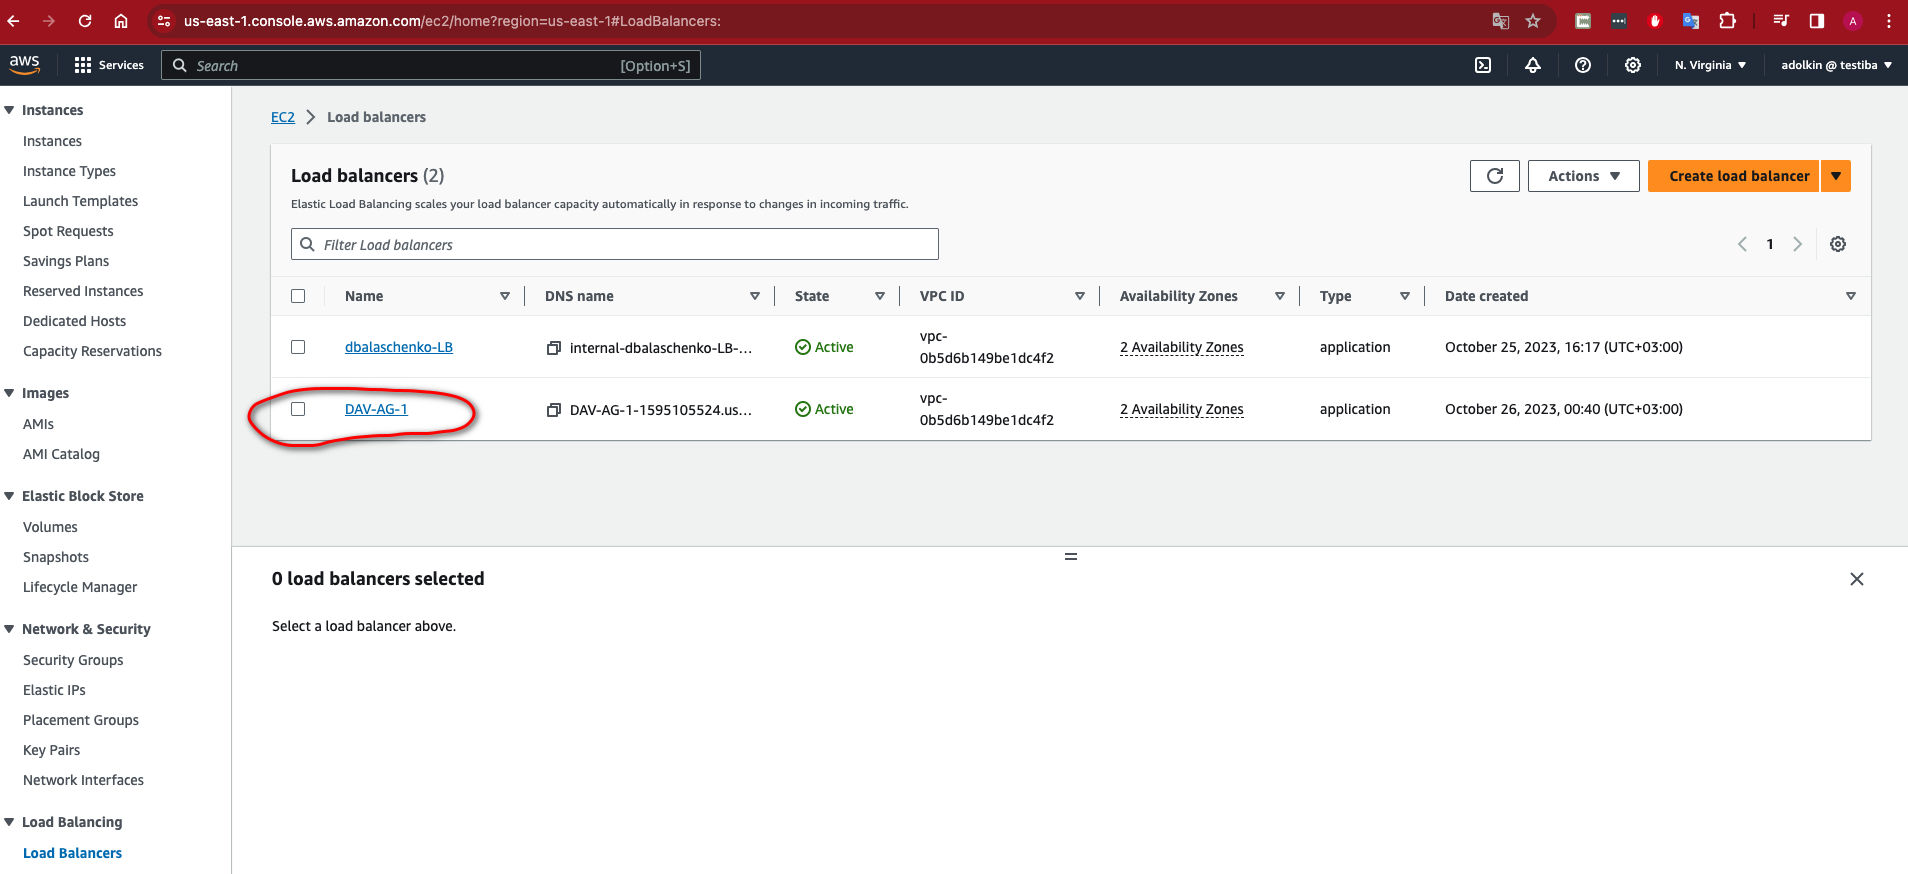 us-east-1.console.aws.amazon.com/ec2/home?region=us-east-1#LoadBalancers:
A
aws
Services
Search
[Option+S]
N. Virginia
adolkin @ testiba
Instances
Instances
Instance Types
Launch Templates
Spot Requests
Savings Plans
Reserved Instances
Dedicated Hosts
Capacity Reservations
Images
AMIs
AMI Catalog
Elastic Block Store
Volumes
Snapshots
Lifecycle Manager
Network & Security
Security Groups
Elastic IPs
Placement Groups
Key Pairs
Network Interfaces
Load Balancing
Load Balancers
EC2 > Load balancers
Load balancers (2)
Actions
Create load balancer
Elastic Load Balancing scales your load balancer capacity automatically in response to changes in incoming traffic.
Filter Load balancers
1
Name DNS name State VPC ID Availability Zones Type Date created
dbalaschenko-LB internal-dbalaschenko-LB-... Active vpc-0b5d6b149be1dc4f2 2 Availability Zones application October 25, 2023, 16:17 (UTC+03:00)
DAV-AG-1 DAV-AG-1-1595105524.us... Active vpc-0b5d6b149be1dc4f2 2 Availability Zones application October 26, 2023, 00:40 (UTC+03:00)
0 load balancers selected
Select a load balancer above.